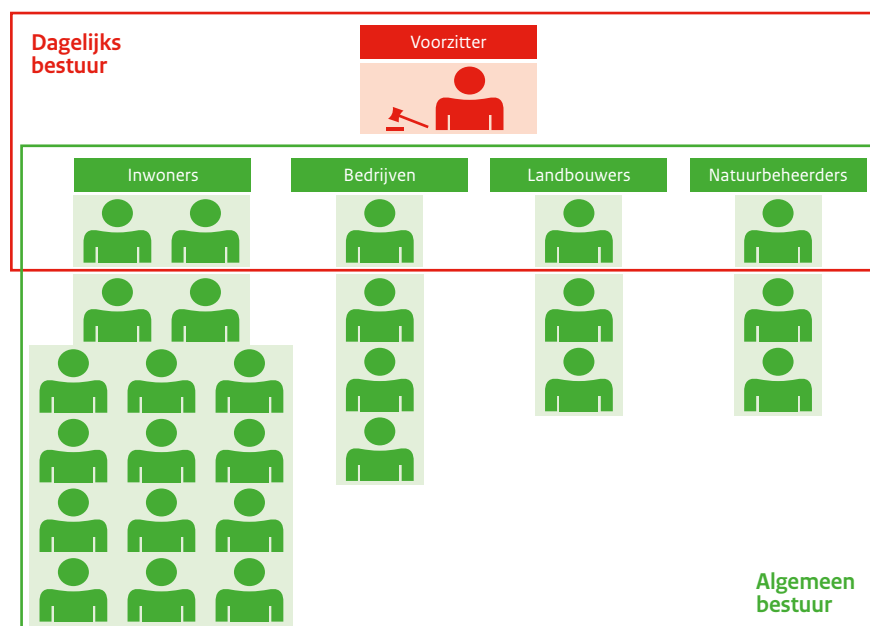 Dagelijks
bestuur
Voorzitter
Inwoners
Bedrijven
Landbouwers
Natuurbeheerders
Algemeen
bestuur